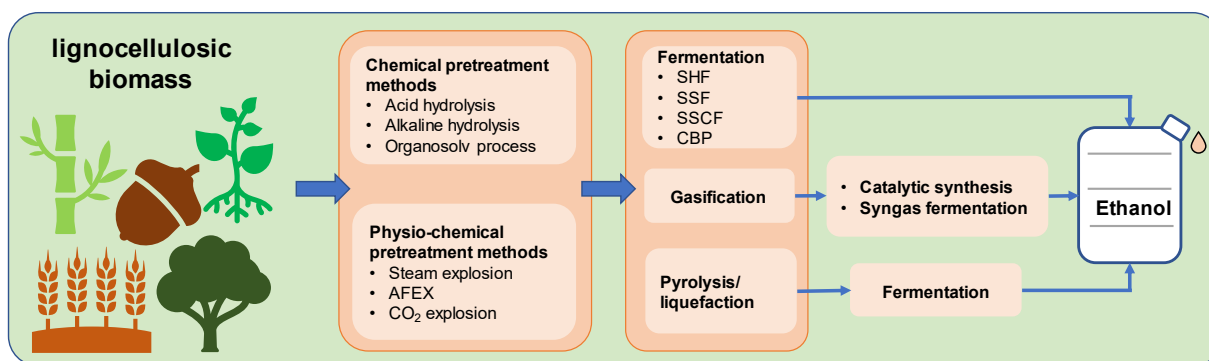 lignocellulosic
biomass
Chemical pretreatment
methods
• Acid hydrolysis
• Alkaline hydrolysis
• Organosolv process
Physio-chemical
pretreatment methods
• Steam explosion
• AFEX
• CO₂ explosion
Fermentation
• SHF
• SSF
• SSCF
• CBP
Gasification
• Catalytic synthesis
• Syngas fermentation
Pyrolysis/
liquefaction
Fermentation
Ethanol